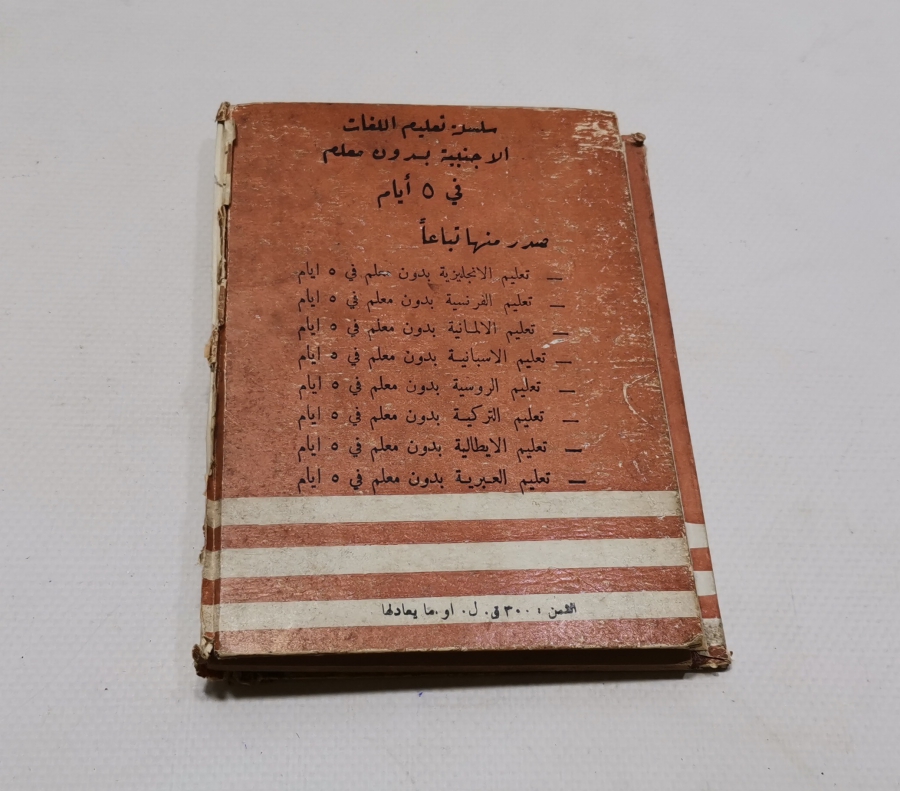 سلسلة تعليم اللغات
الاجنبية بدون معلم
في ٥ أيام
صدر منها تباعاً
— تعليم الانجليزية بدون معلم في ٥ ايام
— تعليم الفرنسية بدون معلم في ٥ ايام
— تعليم الالمانية بدون معلم في ٥ ايام
— تعليم الاسبانية بدون معلم في ٥ ايام
— تعليم الروسية بدون معلم في ٥ ايام
— تعليم التركية بدون معلم في ٥ ايام
— تعليم الايطالية بدون معلم في ٥ ايام
— تعليم العبرية بدون معلم في ٥ ايام
الثمن : ٣٠٠ ق. ل. او ما يعادلها